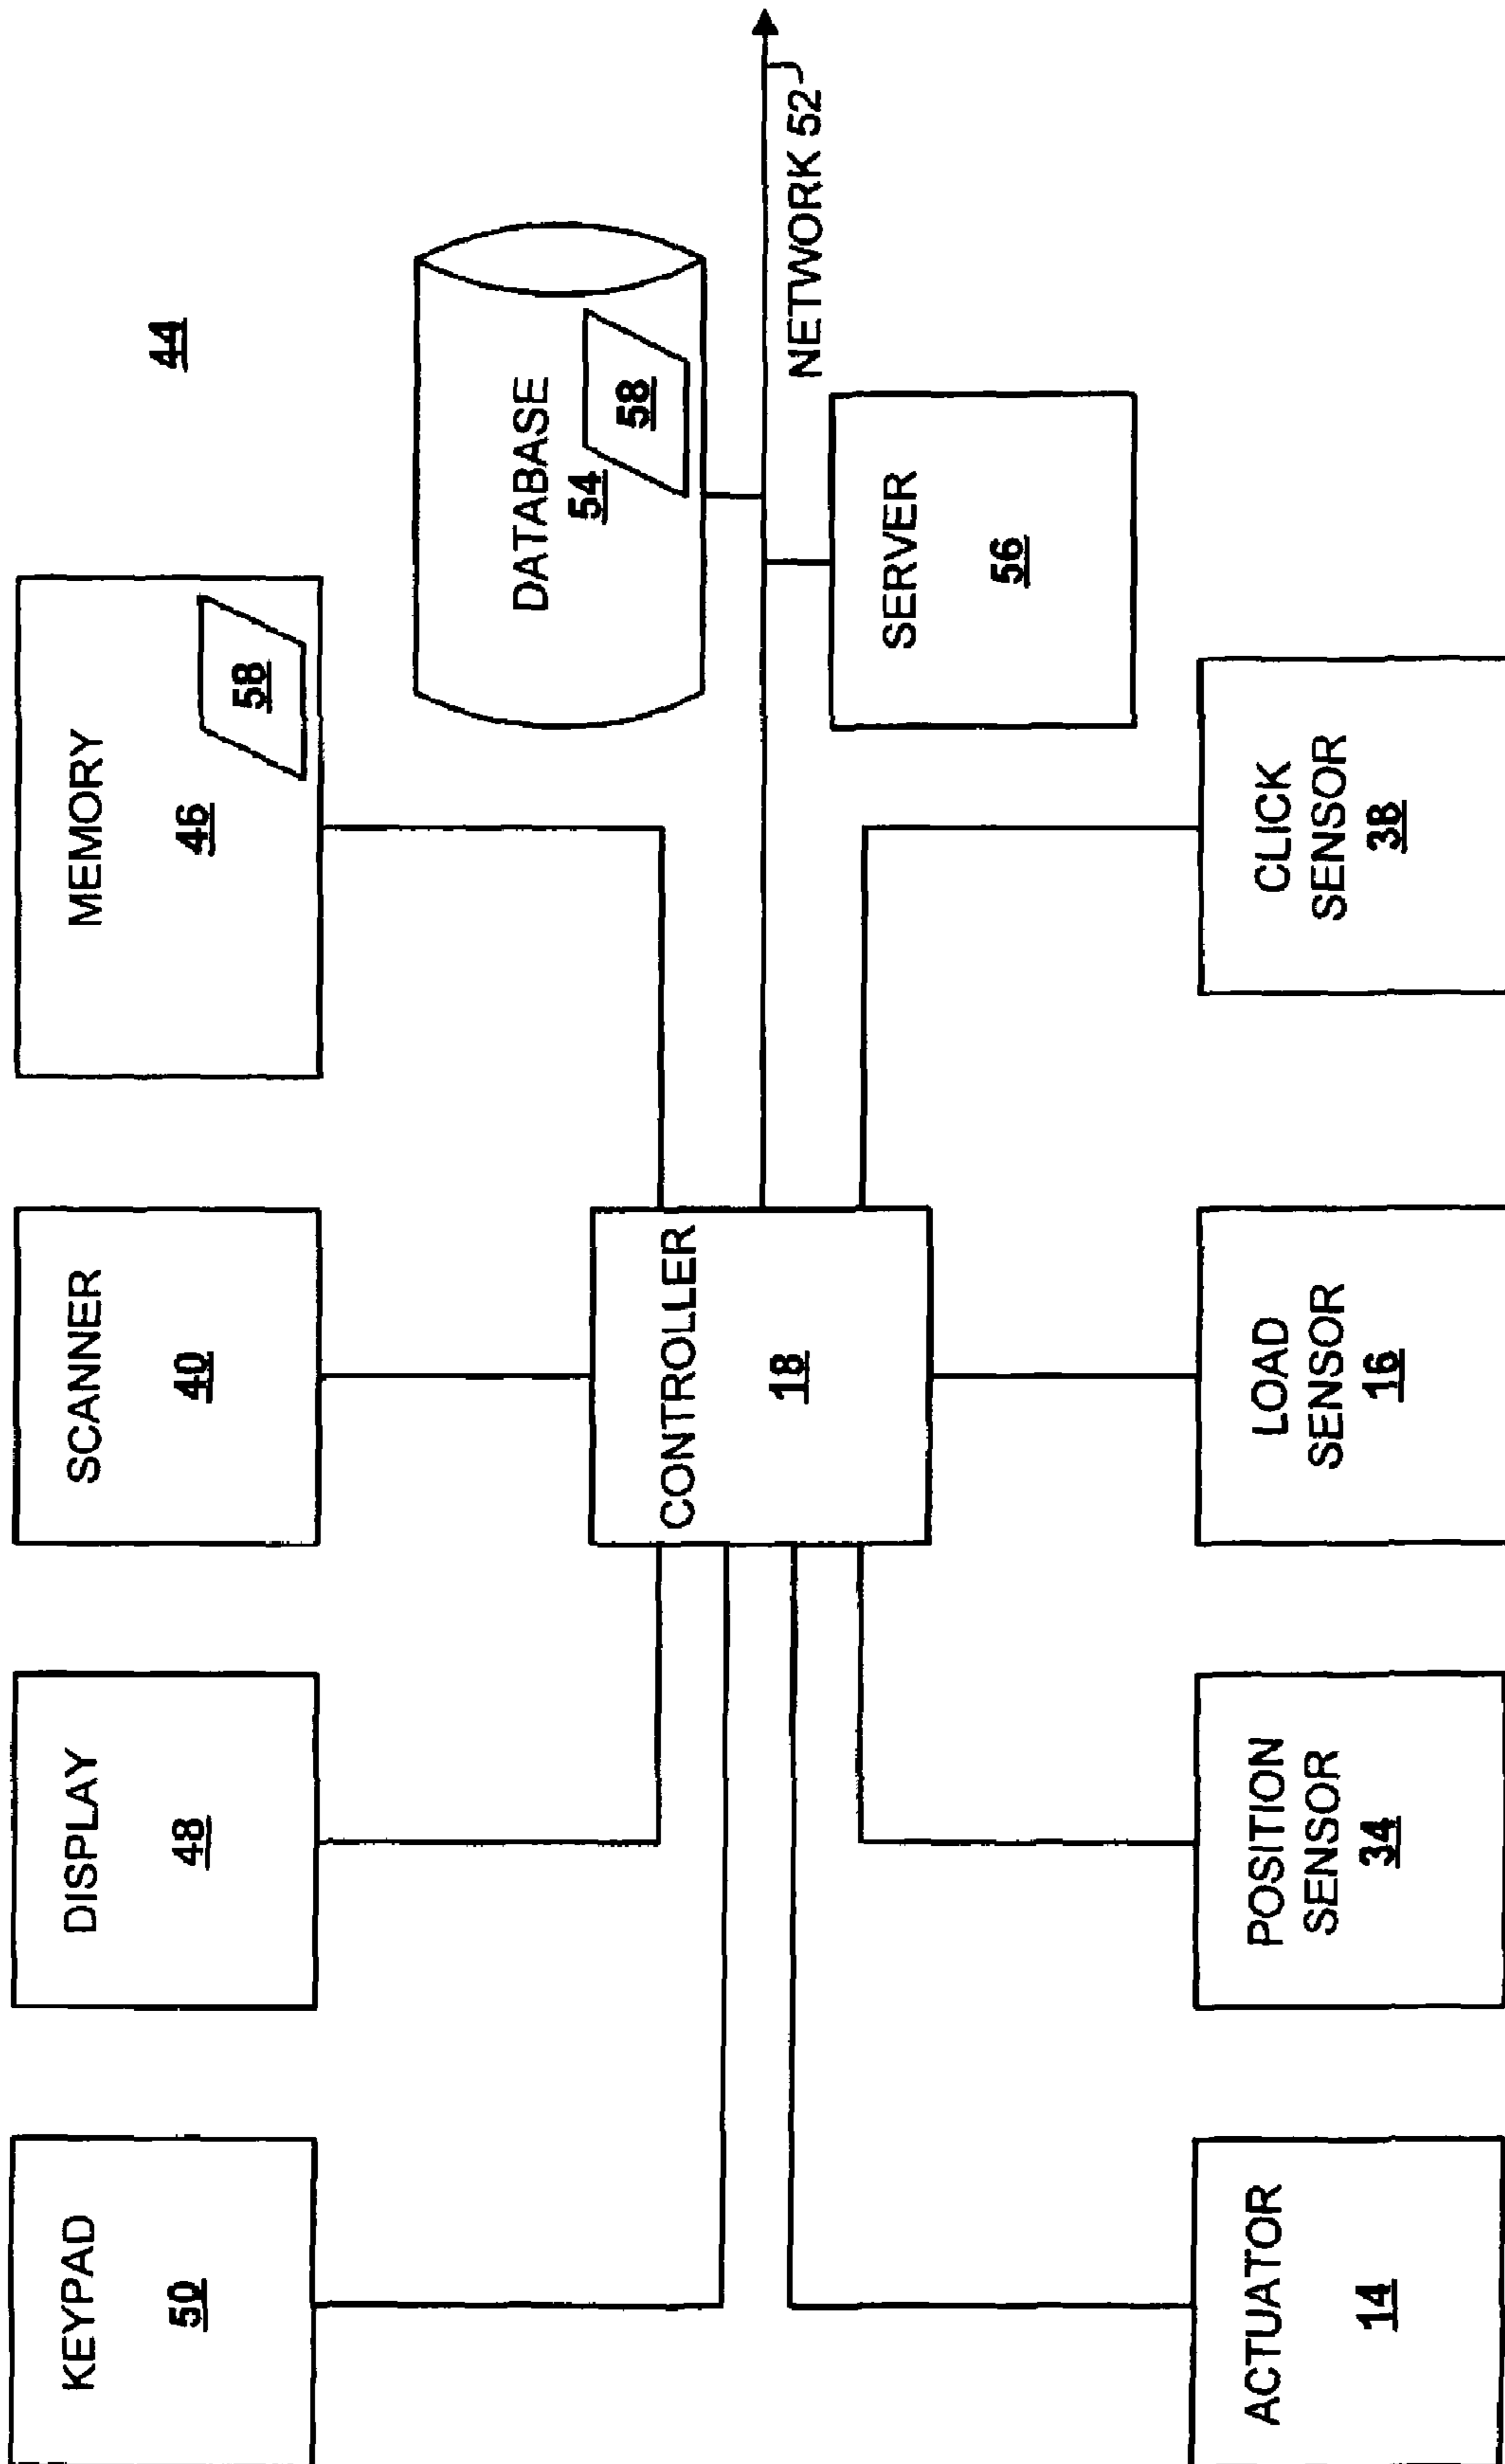 44
KEYPAD
50
DISPLAY
48
SCANNER
40
MEMORY
46
58
DATABASE
54
58
CONTROLLER
18
NETWORK 52
SERVER
56
ACTUATOR
14
POSITION
SENSOR
34
LOAD
SENSOR
16
CLICK
SENSOR
38